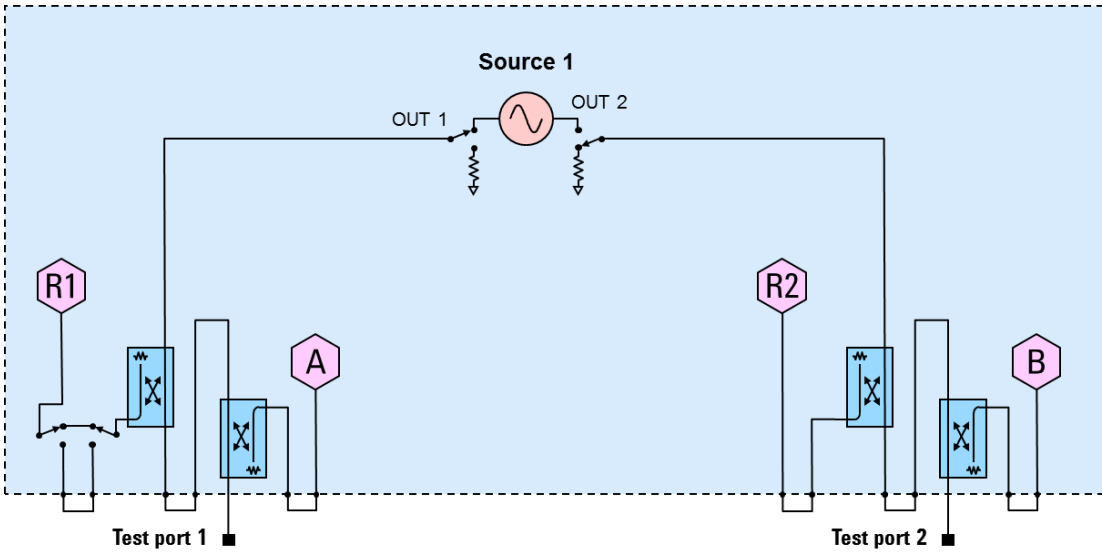 Source 1
OUT 1
OUT 2
R1
R2
A
B
Test port 1
Test port 2